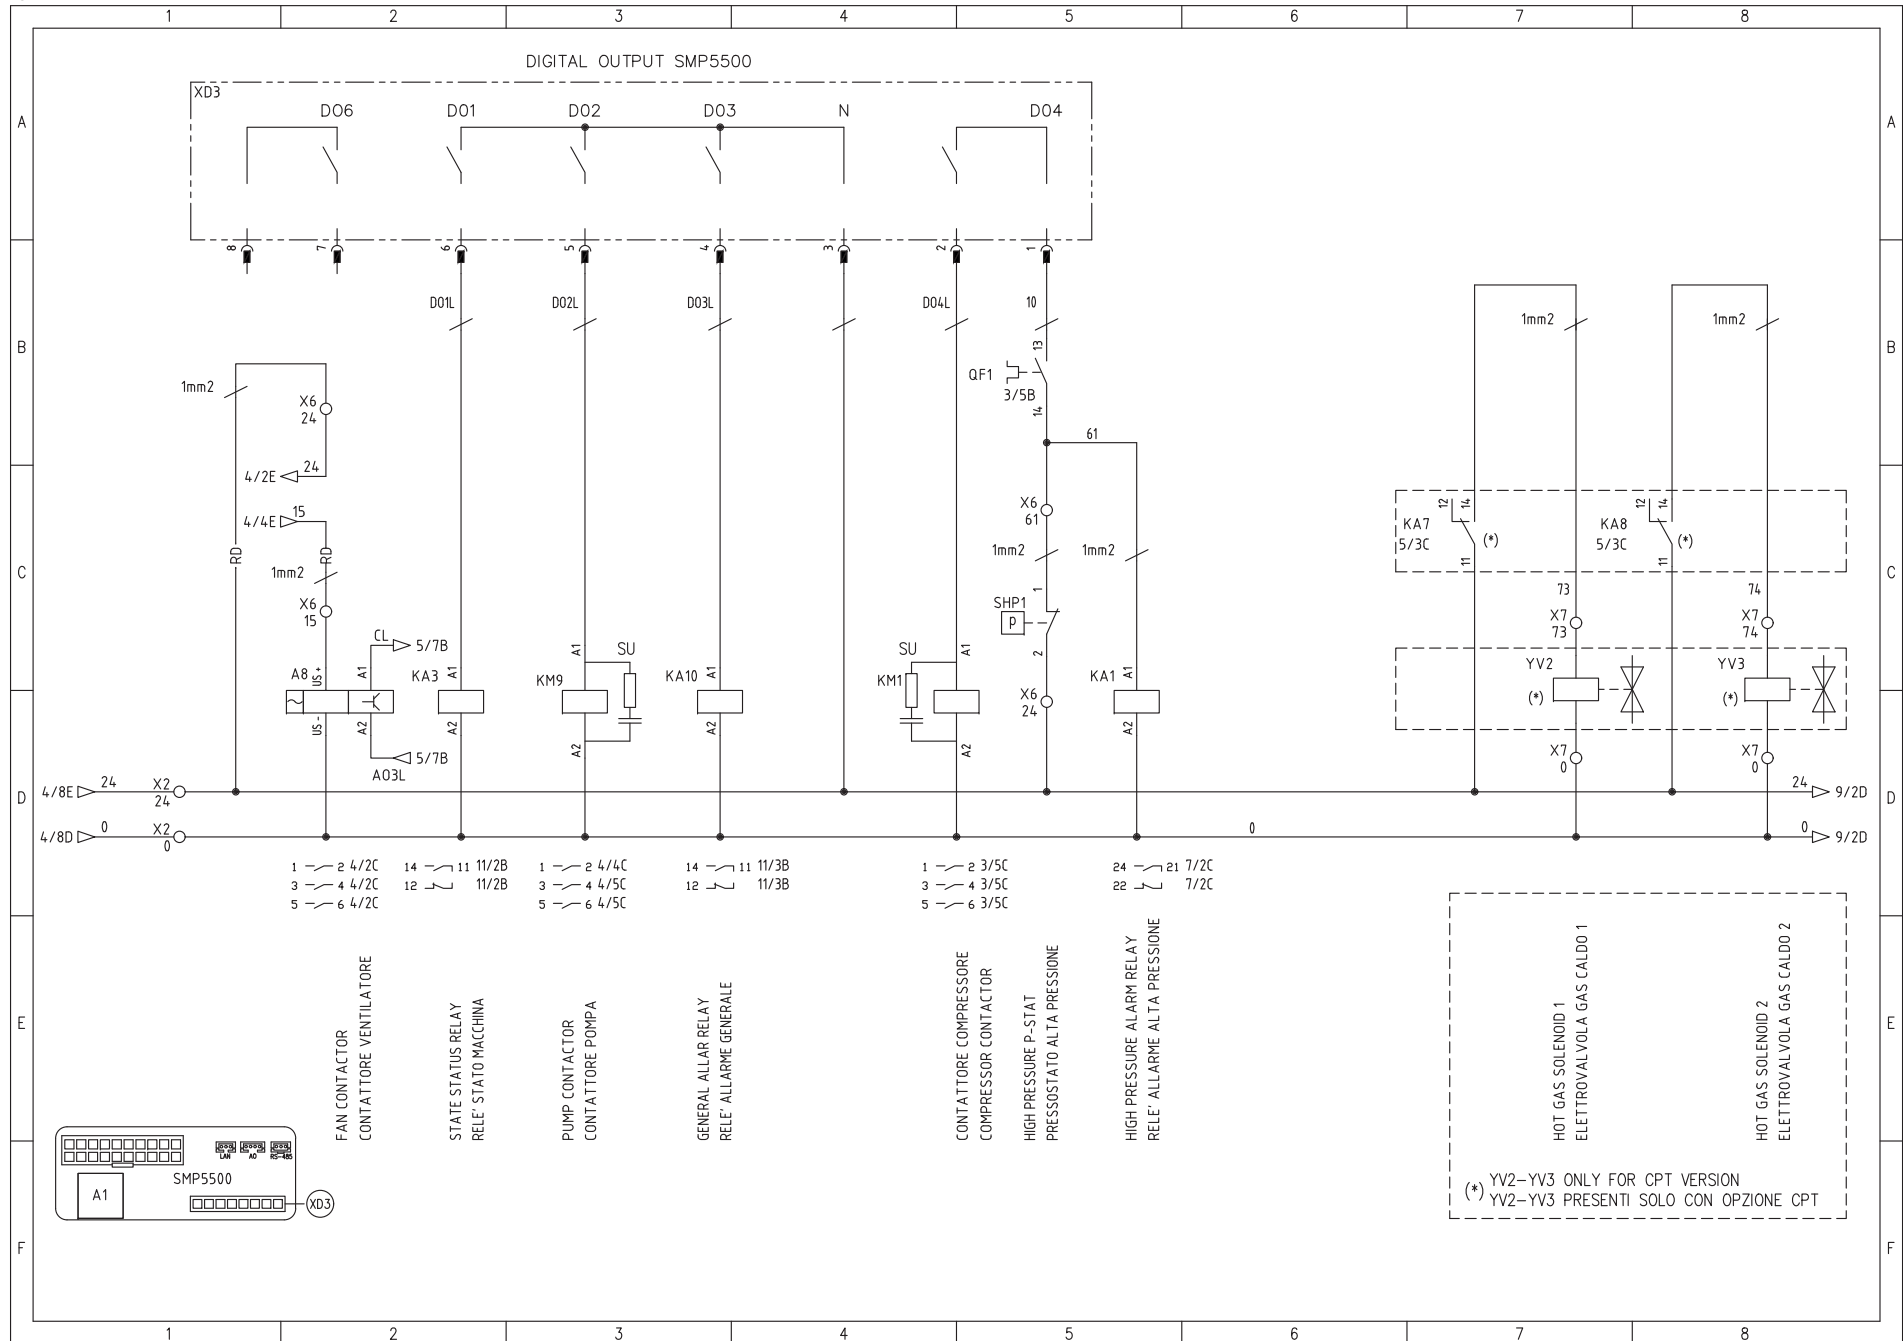 1 2 3 4 5 6 7 8
DIGITAL OUTPUT SMP5500
XD3
DO6 DO1 DO2 DO3 N DO4
A A
8 7 6 5 4 3 2 1
DO1L DO2L DO3L DO4L 10
1mm2 1mm2
13
B B
QF1
3/5B
14
1mm2
X6
24
61
24
4/2E
15
4/4E
RD RD
1mm2
X6
15
X6
61
1mm2 1mm2
1
SHP1
P
2
X6
24
12 14
KA7
5/3C
(*)
11
12 14
KA8
5/3C
(*)
11
C C
73 74
X7
73
X7
74
CL
5/7B
A8
US+
US-
A1
A2
5/7B
AO3L
KA3
A1
A2
KM9
A1
A2
SU
KA10
A1
A2
SU
KM1
A1
A2
KA1
A1
A2
YV2
(*)
YV3
(*)
X7
0
X7
0
D D
4/8E 24 X2
24
24 9/2D
4/8D 0 X2
0
0
0 9/2D
1 2 4/2C
3 4 4/2C
5 6 4/2C
14 11 11/2B
12 11/2B
1 2 4/4C
3 4 4/5C
5 6 4/5C
14 11 11/3B
12 11/3B
1 2 3/5C
3 4 3/5C
5 6 3/5C
24 21 7/2C
22 7/2C
E E
FAN CONTACTOR
CONTATTORE VENTILATORE
STATE STATUS RELAY
RELE' STATO MACCHINA
PUMP CONTACTOR
CONTATTORE POMPA
GENERAL ALLAR RELAY
RELE' ALLARME GENERALE
CONTATTORE COMPRESSORE
COMPRESSOR CONTACTOR
HIGH PRESSURE P-STAT
PRESSOSTATO ALTA PRESSIONE
HIGH PRESSURE ALARM RELAY
RELE' ALLARME ALTA PRESSIONE
HOT GAS SOLENOID 1
ELETTROVALVOLA GAS CALDO 1
HOT GAS SOLENOID 2
ELETTROVALVOLA GAS CALDO 2
LAN AO RS-485
SMP5500
A1
XD3
(*) YV2-YV3 ONLY FOR CPT VERSION
YV2-YV3 PRESENTI SOLO CON OPZIONE CPT
F F
1 2 3 4 5 6 7 8